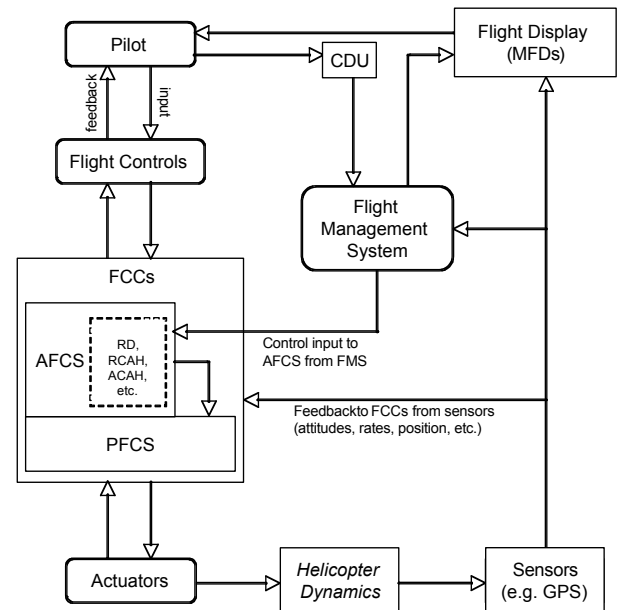 Pilot
Flight Display
(MFDs)
CDU
feedback
input
Flight Controls
Flight
Management
System
FCCs
AFCS
RD,
RCAH,
ACAH,
etc.
Control input to
AFCS from FMS
Feedbackto FCCs from sensors
(attitudes, rates, position, etc.)
PFCS
Actuators
Helicopter
Dynamics
Sensors
(e.g. GPS)